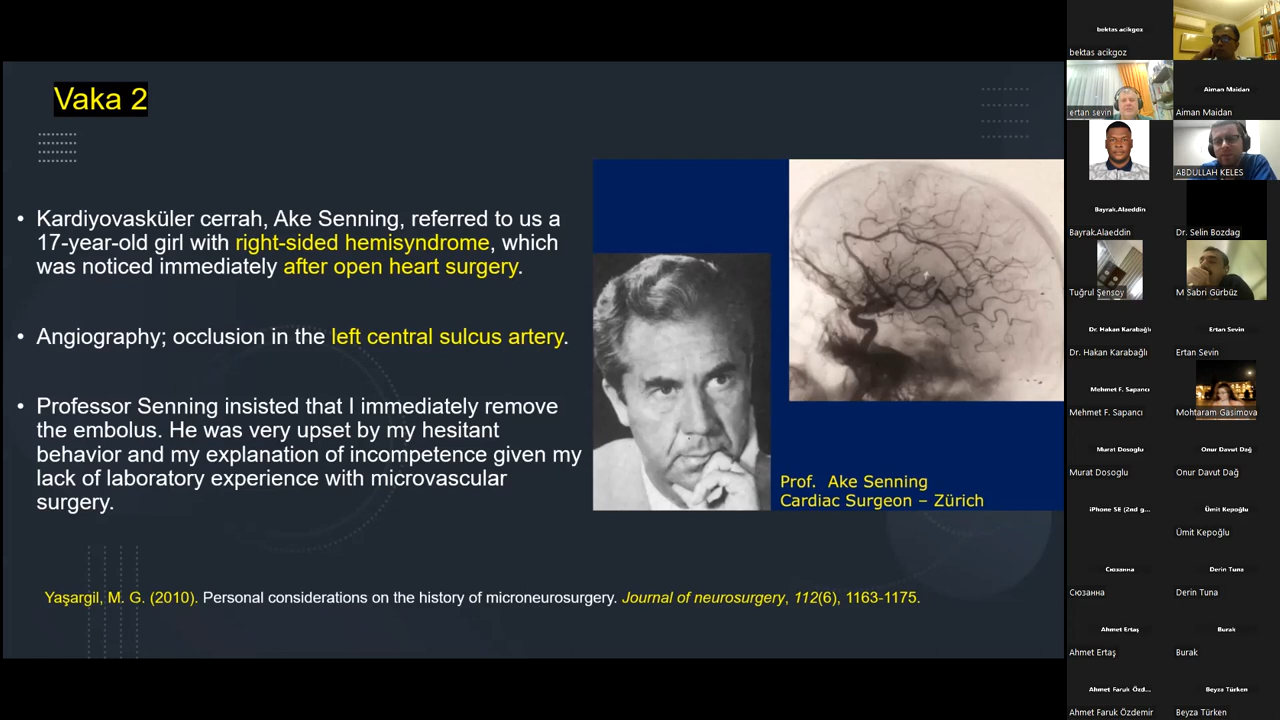 Vaka 2
• Kardiyovasküler cerrah, Ake Senning, referred to us a
17-year-old girl with right-sided hemisyndrome, which
was noticed immediately after open heart surgery.
• Angiography; occlusion in the left central sulcus artery.
• Professor Senning insisted that I immediately remove
the embolus. He was very upset by my hesitant
behavior and my explanation of incompetence given my
lack of laboratory experience with microvascular
surgery.
Prof. Ake Senning
Cardiac Surgeon – Zürich
Yaşargil, M. G. (2010). Personal considerations on the history of microneurosurgery. Journal of neurosurgery, 112(6), 1163-1175.
bektas acikgoz
bektas acikgoz
ertan sevin
Aiman Maidan
Aiman Maidan
ABDULLAH KELES
Bayrak.Alaeddin
Bayrak.Alaeddin
Dr. Selin Bozdag
Tuğrul Şensoy
M Sabri Gürbüz
Dr. Hakan Karabağlı
Dr. Hakan Karabağlı
Ertan Sevin
Ertan Sevin
Mehmet F. Sapancı
Mehmet F. Sapancı
Mohtaram Gasimova
Murat Dosoglu
Murat Dosoglu
Onur Davut Dağ
Onur Davut Dağ
iPhone SE (2nd g...
Ümit Kepoğlu
Ümit Kepoğlu
Сюзанна
Сюзанна
Derin Tuna
Derin Tuna
Ahmet Ertaş
Ahmet Ertaş
Burak
Burak
Ahmet Faruk Özd...
Ahmet Faruk Özdemir
Beyza Türken
Beyza Türken